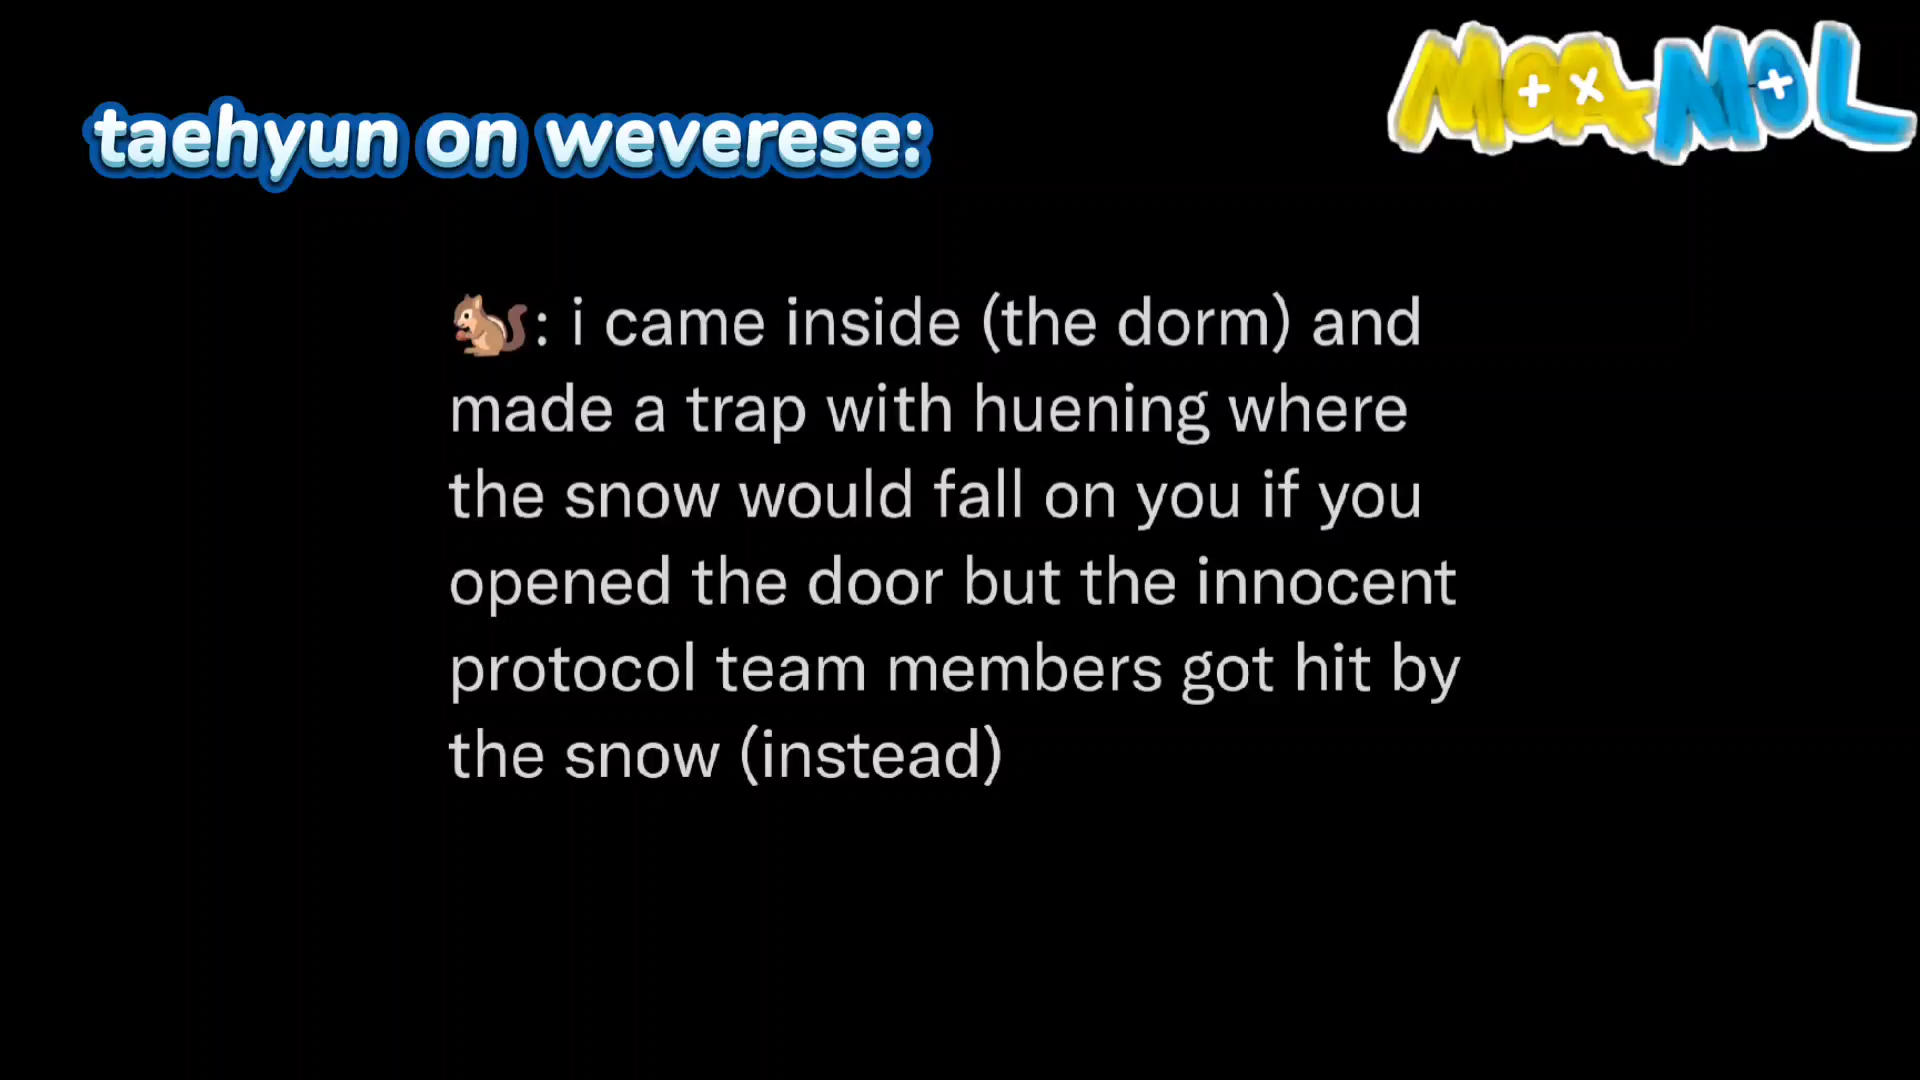 MOA MOL
taehyun on weverese:
🐿️: i came inside (the dorm) and
made a trap with huening where
the snow would fall on you if you
opened the door but the innocent
protocol team members got hit by
the snow (instead)